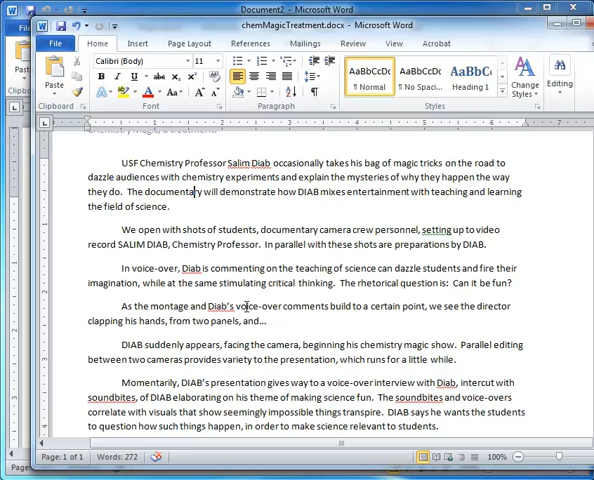 Document2 - Microsoft Word
chemMagicTreatment.docx - Microsoft Word
File Home Insert Page Layout References Mailings Review View Acrobat
Calibri (Body) 11
AaBbCcDc AaBbCcDc AaBbC
Paste B I U abc x₂ x² ¶ Normal ¶ No Spaci... Heading 1 Change Styles Editing
Clipboard Font Paragraph Styles
USF Chemistry Professor Salim Diab occasionally takes his bag of magic tricks on the road to
dazzle audiences with chemistry experiments and explain the mysteries of why they happen the way
they do. The documentary will demonstrate how DIAB mixes entertainment with teaching and learning
the field of science.
We open with shots of students, documentary camera crew personnel, setting up to video
record SALIM DIAB, Chemistry Professor. In parallel with these shots are preparations by DIAB.
In voice-over, Diab is commenting on the teaching of science can dazzle students and fire their
imagination, while at the same stimulating critical thinking. The rhetorical question is: Can it be fun?
As the montage and Diab's voice-over comments build to a certain point, we see the director
clapping his hands, from two panels, and...
DIAB suddenly appears, facing the camera, beginning his chemistry magic show. Parallel editing
between two cameras provides variety to the presentation, which runs for a little while.
Momentarily, DIAB's presentation gives way to a voice-over interview with Diab, intercut with
soundbites, of DIAB elaborating on his theme of making science fun. The soundbites and voice-overs
correlate with visuals that show seemingly impossible things transpire. DIAB says he wants the students
to question how such things happen, in order to make science relevant to students.
Page: 1 of 1 Words: 272 100%